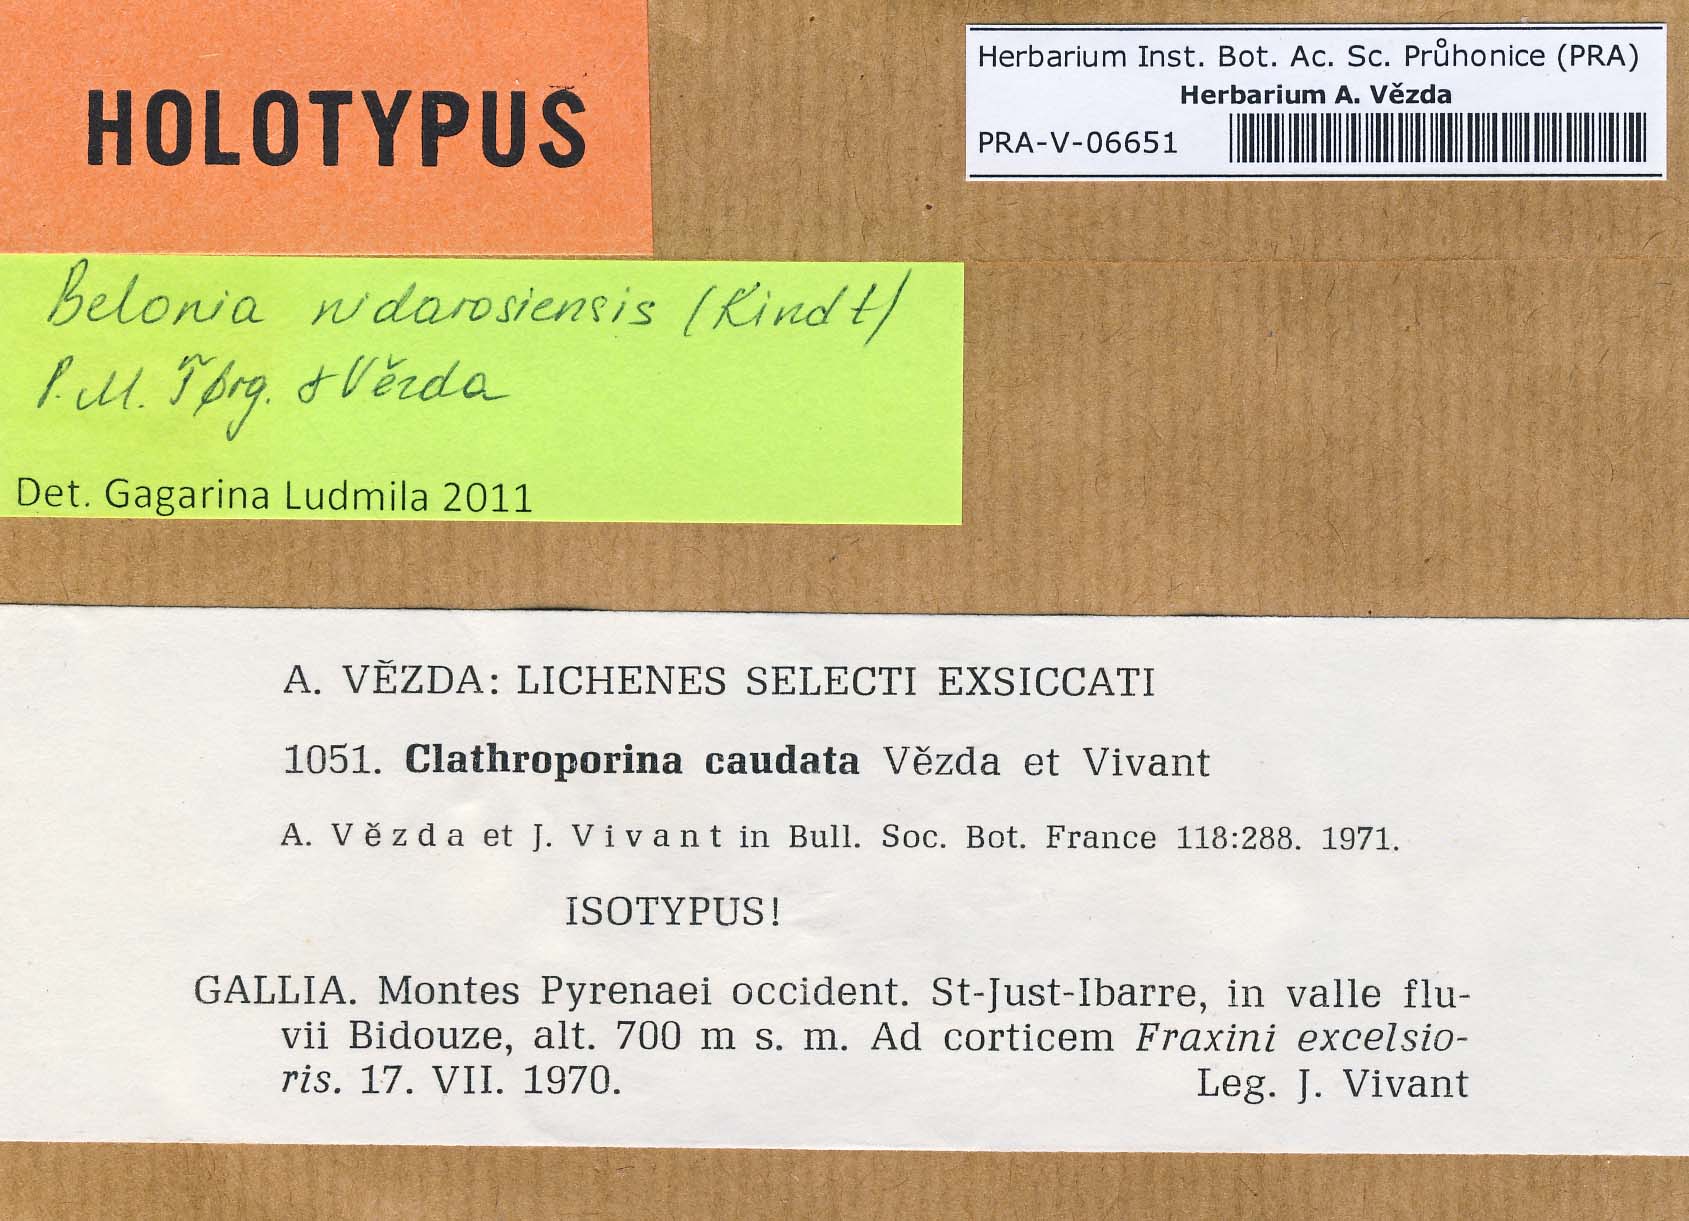 HOLOTYPUS
Herbarium Inst. Bot. Ac. Sc. Průhonice (PRA)
Herbarium A. Vězda
PRA-V-06651
Belonia nidarosiensis (Kindt)
P.M. Jørg. & Vězda
Det. Gagarina Ludmila 2011
A. VĚZDA: LICHENES SELECTI EXSICCATI
1051. Clathroporina caudata Vězda et Vivant
A. Vězda et J. Vivant in Bull. Soc. Bot. France 118:288. 1971.
ISOTYPUS!
GALLIA. Montes Pyrenaei occident. St-Just-Ibarre, in valle flu-
vii Bidouze, alt. 700 m s. m. Ad corticem Fraxini excelsio-
ris. 17. VII. 1970. Leg. J. Vivant